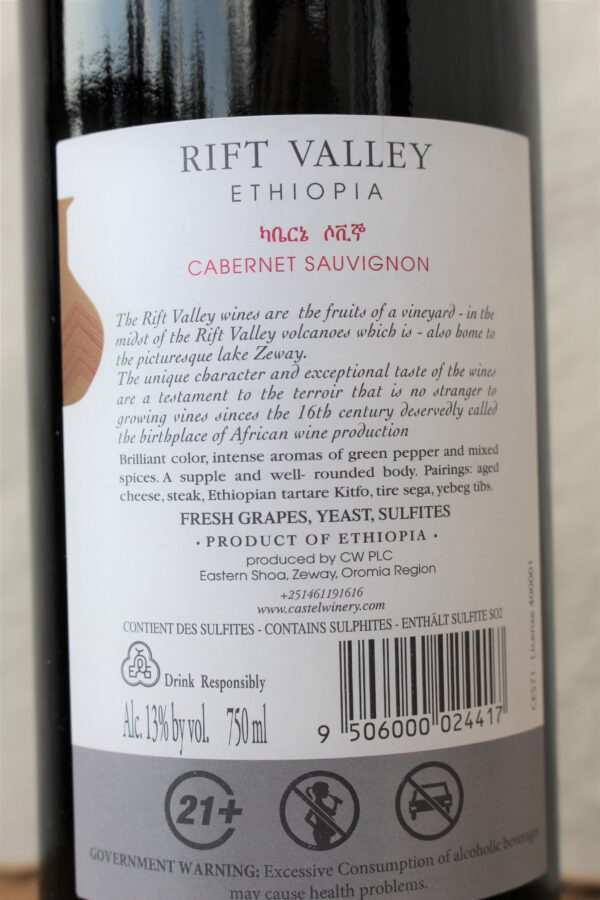 RIFT VALLEY
ETHIOPIA
ካቤርኔ ሶቪኞ
CABERNET SAUVIGNON
The Rift Valley wines are the fruits of a vineyard - in the
midst of the Rift Valley volcanoes which is - also home to
the picturesque lake Zeway.
The unique character and exceptional taste of the wines
are a testament to the terroir that is no stranger to
growing vines sinces the 16th century deservedly called
the birthplace of African wine production
Brilliant color, intense aromas of green pepper and mixed
spices. A supple and well- rounded body. Pairings: aged
cheese, steak, Ethiopian tartare Kitfo, tire sega, yebeg tibs.
FRESH GRAPES, YEAST, SULFITES
· PRODUCT OF ETHIOPIA ·
produced by CW PLC
Eastern Shoa, Zeway, Oromia Region
+251461191616
www.castelwinery.com
CONTIENT DES SULFITES - CONTAINS SULPHITES - ENTHÄLT SULFITE SO2
CES71 - License 400001
Drink Responsibly
Alc. 13% by vol. 750 ml
9 506000 024417
21+
GOVERNMENT WARNING: Excessive Consumption of alcoholic beverages
may cause health problems.